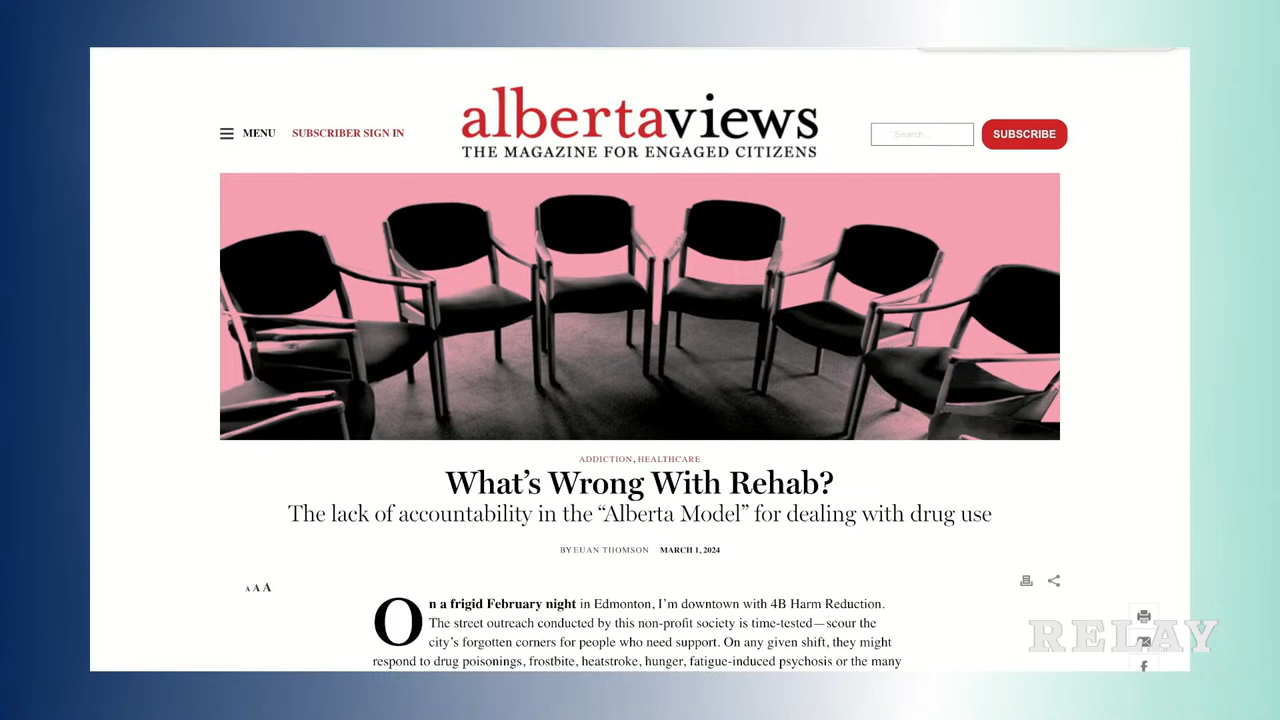 albertaviews
MENU SUBSCRIBER SIGN IN
Search...
SUBSCRIBE
THE MAGAZINE FOR ENGAGED CITIZENS
ADDICTION, HEALTHCARE
What's Wrong With Rehab?
The lack of accountability in the “Alberta Model” for dealing with drug use
BY EUAN THOMSON MARCH 1, 2024
A A A
On a frigid February night in Edmonton, I’m downtown with 4B Harm Reduction.
The street outreach conducted by this non-profit society is time-tested—scour the
city’s forgotten corners for people who need support. On any given shift, they might
respond to drug poisonings, frostbite, heatstroke, hunger, fatigue-induced psychosis or the many
RELAY